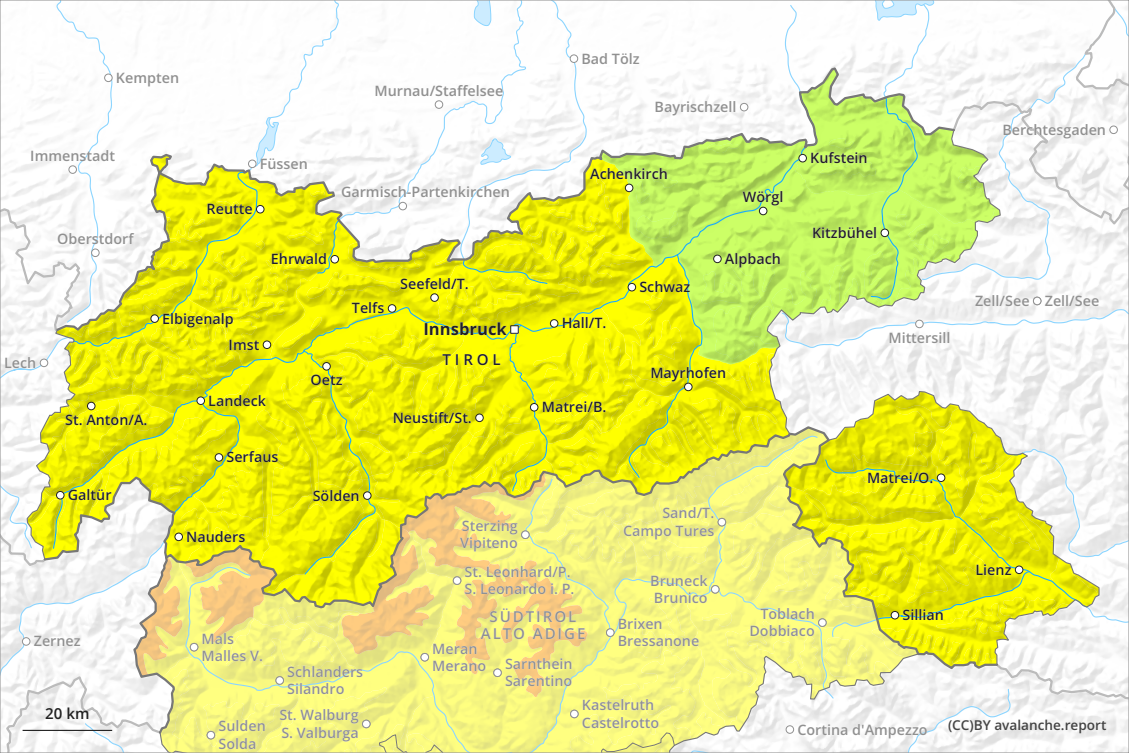 Kempten
Bad Tölz
Murnau/Staffelsee
Bayrischzell
Berchtesgaden
Immenstadt
Füssen
Kufstein
Achenkirch
Garmisch-Partenkirchen
Wörgl
Reutte
Kitzbühel
Oberstdorf
Ehrwald
Alpbach
Seefeld/T.
Schwaz
Zell/See
Zell/See
Telfs
Elbigenalp
Innsbruck
Hall/T.
Mittersill
Imst
TIROL
Lech
Oetz
Mayrhofen
Landeck
St. Anton/A.
Neustift/St.
Matrei/B.
Serfaus
Matrei/O.
Galtür
Sölden
Sand/T.
Campo Tures
Sterzing
Vipiteno
Nauders
Lienz
St. Leonhard/P.
S. Leonardo i. P.
Bruneck
Brunico
SÜDTIROL
ALTO ADIGE
Toblach
Dobbiaco
Sillian
Brixen
Bressanone
Zernez
Mals
Malles V.
Meran
Merano
Sarnthein
Sarentino
Schlanders
Silandro
20 km
St. Walburg
S. Valburga
Kastelruth
Castelrotto
Sulden
Solda
Cortina d'Ampezzo
(CC)BY avalanche.report